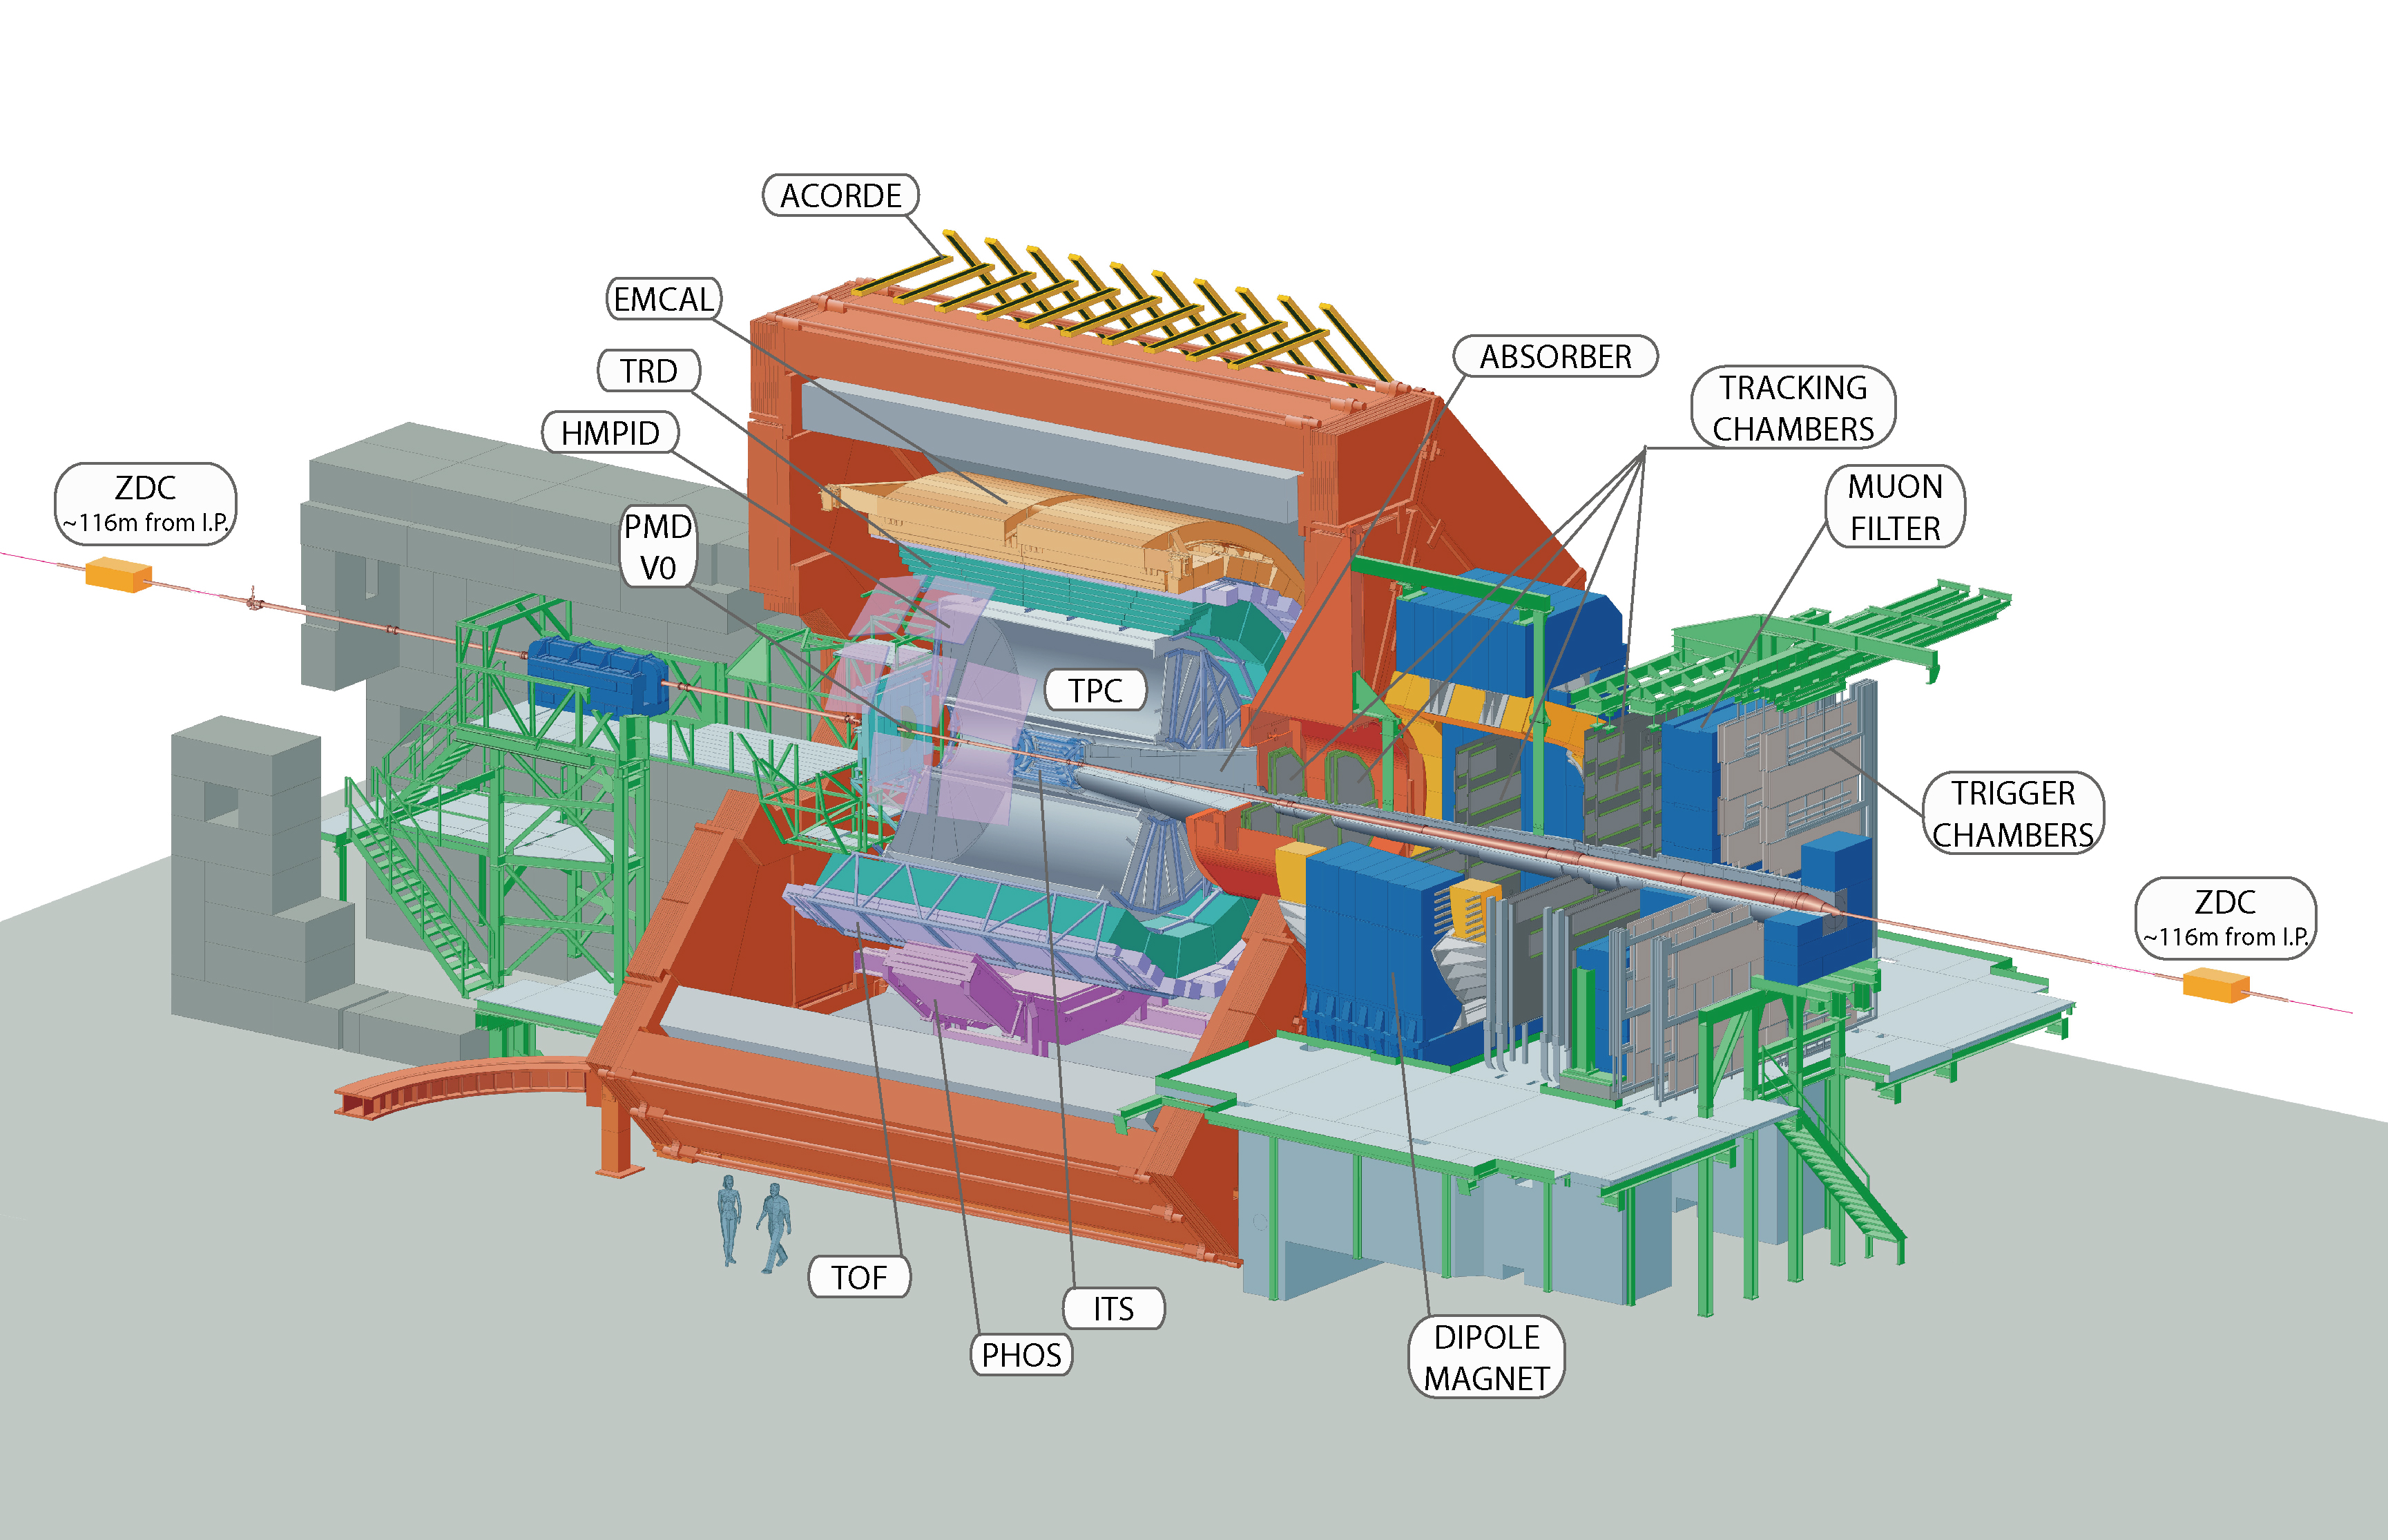 ACORDE
EMCAL
TRD
HMPID
ABSORBER
TRACKING
CHAMBERS
MUON
FILTER
ZDC
~116m from I.P.
PMD
V0
TPC
TRIGGER
CHAMBERS
ZDC
~116m from I.P.
TOF
ITS
PHOS
DIPOLE
MAGNET